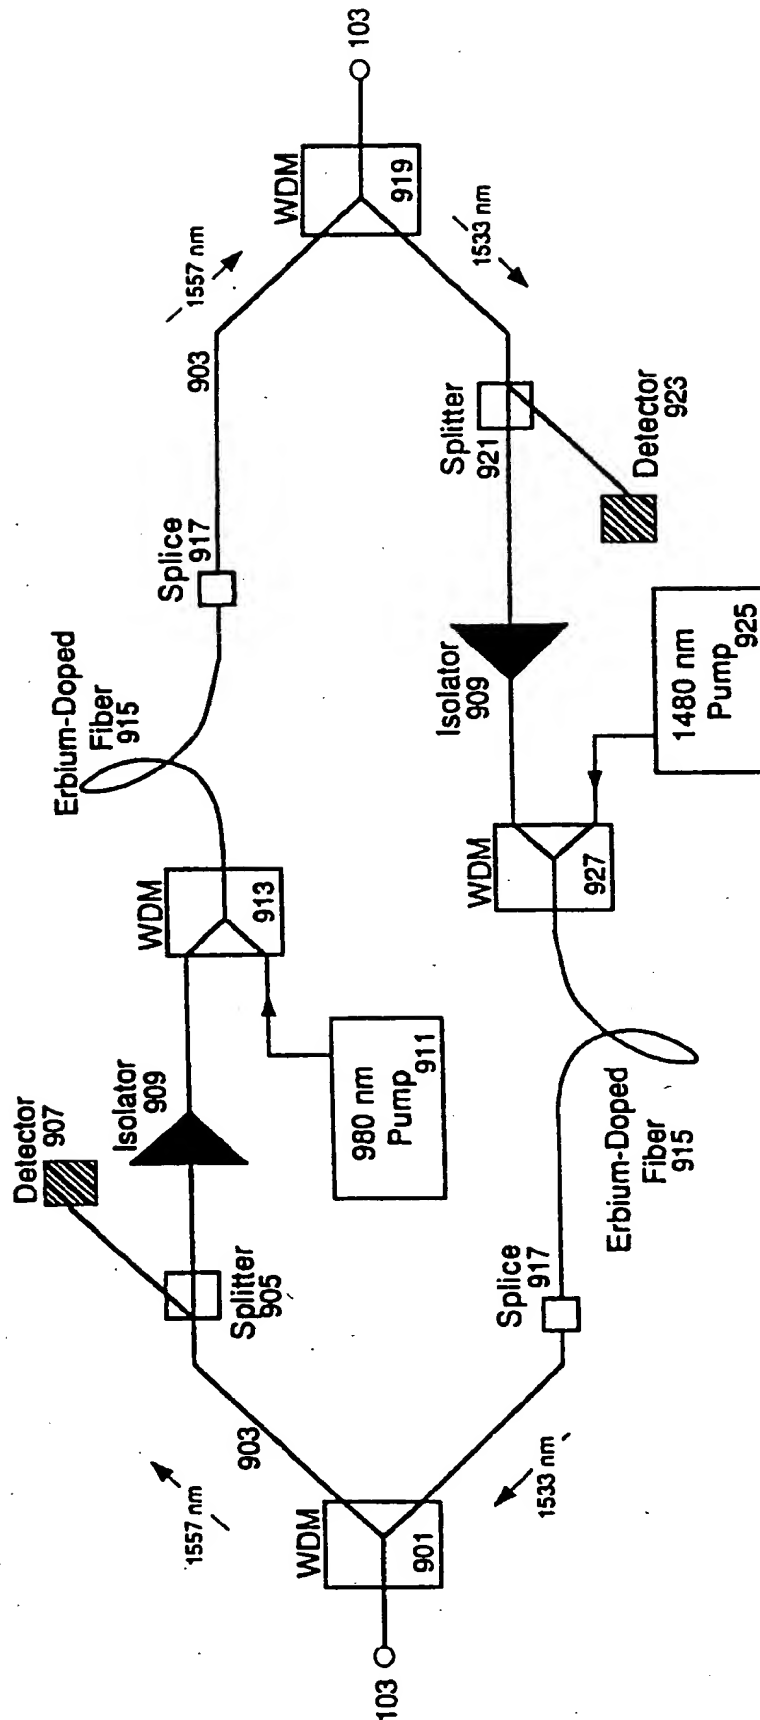 103
WDM
901
1557 nm
903
Splitter
905
Detector
907
Isolator
909
980 nm
Pump
911
WDM
913
Erbium-Doped
Fiber
915
Splice
917
903
1557 nm
WDM
919
103
1533 nm
Splice
917
Erbium-Doped
Fiber
915
WDM
927
1480 nm
Pump
925
Isolator
909
Splitter
921
Detector
923
1533 nm